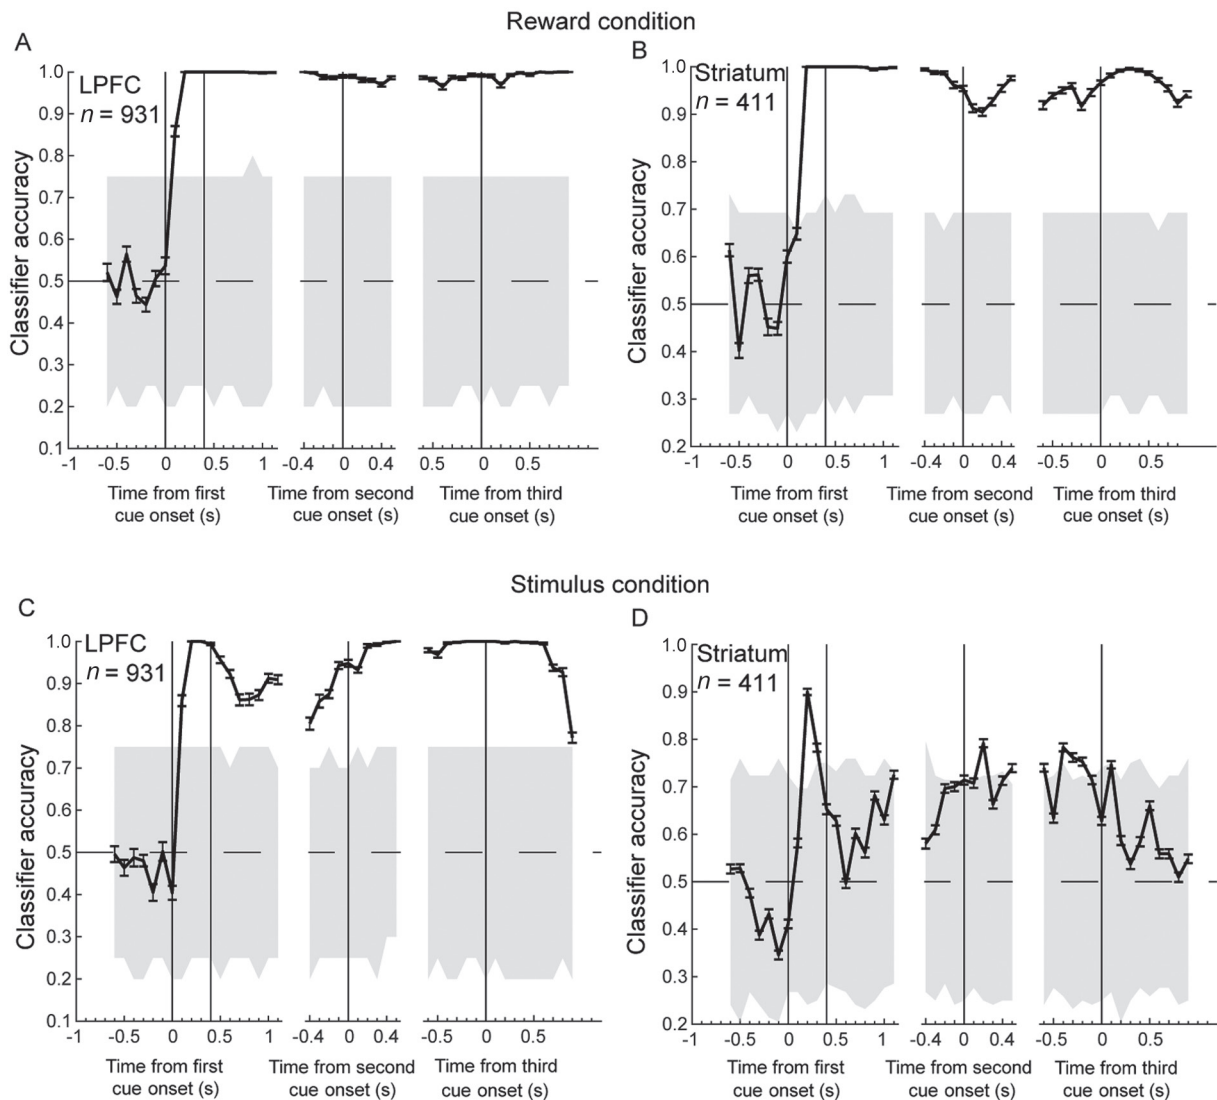 Reward condition
A
LPFC
n = 931
Classifier accuracy
1.0
0.9
0.8
0.7
0.6
0.5
0.4
0.3
0.2
0.1
-1 -0.5 0 0.5 1 -0.4 0 0.4 0.5 0 0.5
Time from first
cue onset (s)
Time from second
cue onset (s)
Time from third
cue onset (s)
B
Striatum
n = 411
Classifier accuracy
1.0
0.9
0.8
0.7
0.6
0.5
0.4
0.3
0.2
-1 -0.5 0 0.5 1 -0.4 0 0.4 -0.5 0 0.5
Time from first
cue onset (s)
Time from second
cue onset (s)
Time from third
cue onset (s)
Stimulus condition
C
LPFC
n = 931
Classifier accuracy
1.0
0.9
0.8
0.7
0.6
0.5
0.4
0.3
0.2
0.1
-1 -0.5 0 0.5 1 -0.4 0 0.4 -0.5 0 0.5
Time from first
cue onset (s)
Time from second
cue onset (s)
Time from third
cue onset (s)
D
Striatum
n = 411
Classifier accuracy
1.0
0.9
0.8
0.7
0.6
0.5
0.4
0.3
0.2
-1 -0.5 0 0.5 1 -0.4 0 0.4 -0.5 0 0.5
Time from first
cue onset (s)
Time from second
cue onset (s)
Time from third
cue onset (s)